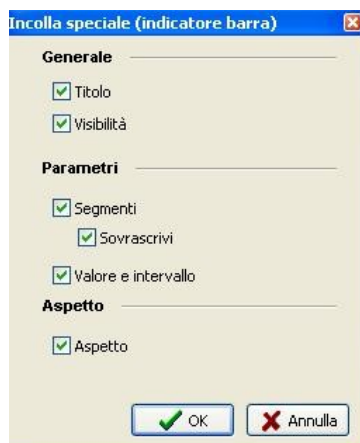 Incolla speciale (indicatore barra)
Generale
Titolo
Visibilità
Parametri
Segmenti
Sovrascrivi
Valore e intervallo
Aspetto
Aspetto
OK Annulla